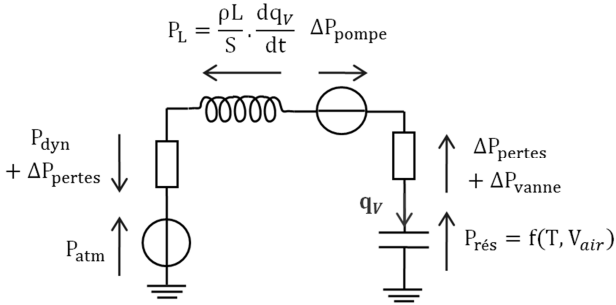 P_L = ρL/S . dq_V/dt ΔP_pompe
P_dyn
+ ΔP_pertes
ΔP_pertes
+ ΔP_vanne
q_V
P_atm
P_rés = f(T, V_air)